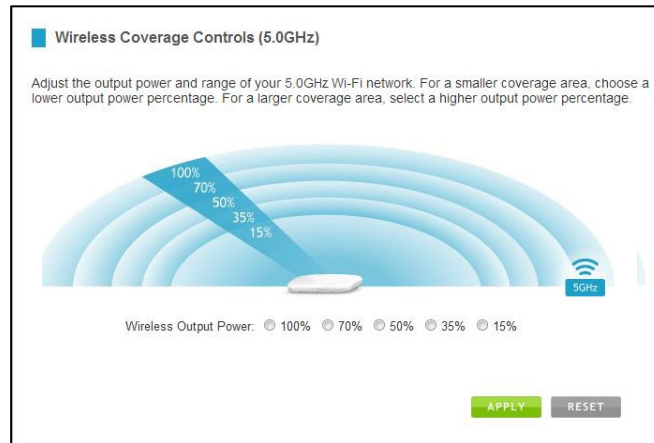 Wireless Coverage Controls (5.0GHz)
Adjust the output power and range of your 5.0GHz Wi-Fi network. For a smaller coverage area, choose a
lower output power percentage. For a larger coverage area, select a higher output power percentage.
100%
70%
50%
35%
15%
5GHz
Wireless Output Power: 100% 70% 50% 35% 15%
APPLY RESET